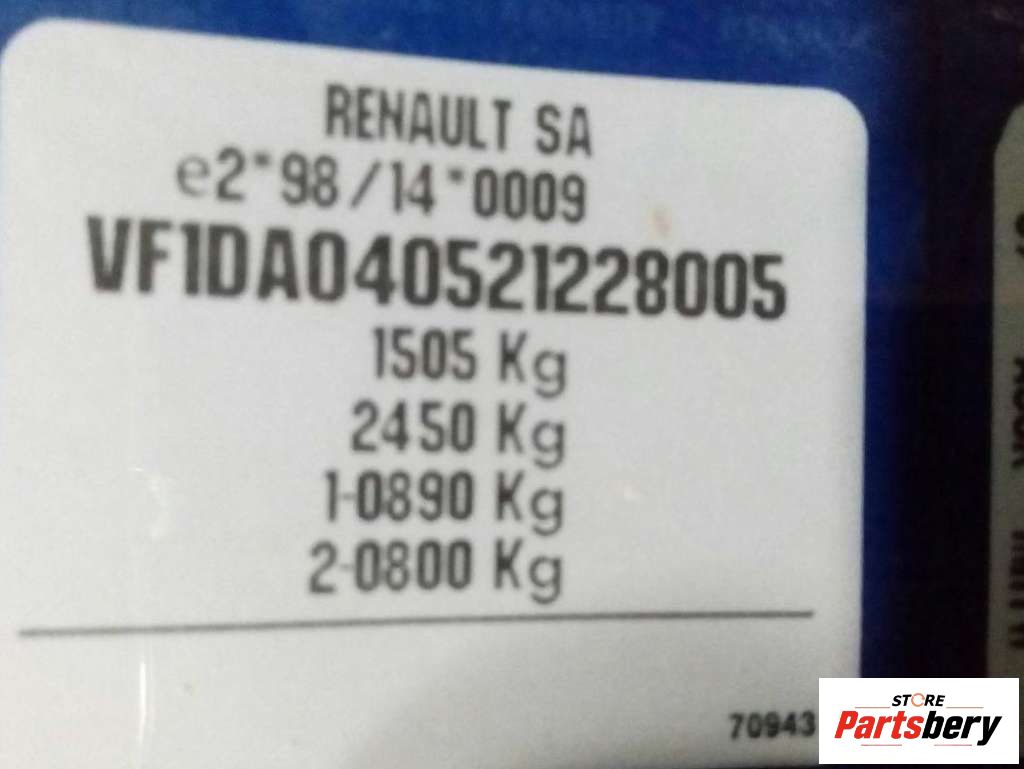 RENAULT SA
e2*98/14*0009
VF1DA040521228005
1505 Kg
2450 Kg
1-0890 Kg
2-0800 Kg
70943
STORE
Partsbery